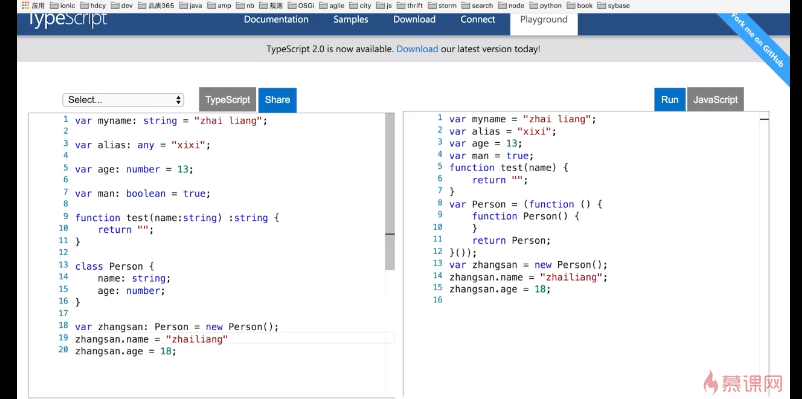 应用 ionic hdcy dev 品质365 java amp nb 观测 OSGi agile city js thrift storm search node python book sybase
TypeScript Documentation Samples Download Connect Playground
Fork me on GitHub
TypeScript 2.0 is now available. Download our latest version today!
Select... TypeScript Share
Run JavaScript
1 var myname: string = "zhai liang";
2
3 var alias: any = "xixi";
4
5 var age: number = 13;
6
7 var man: boolean = true;
8
9 function test(name:string) :string {
10 return "";
11 }
12
13 class Person {
14 name: string;
15 age: number;
16 }
17
18 var zhangsan: Person = new Person();
19 zhangsan.name = "zhailiang"
20 zhangsan.age = 18;
1 var myname = "zhai liang";
2 var alias = "xixi";
3 var age = 13;
4 var man = true;
5 function test(name) {
6 return "";
7 }
8 var Person = (function () {
9 function Person() {
10 }
11 return Person;
12 }());
13 var zhangsan = new Person();
14 zhangsan.name = "zhailiang";
15 zhangsan.age = 18;
16
慕课网